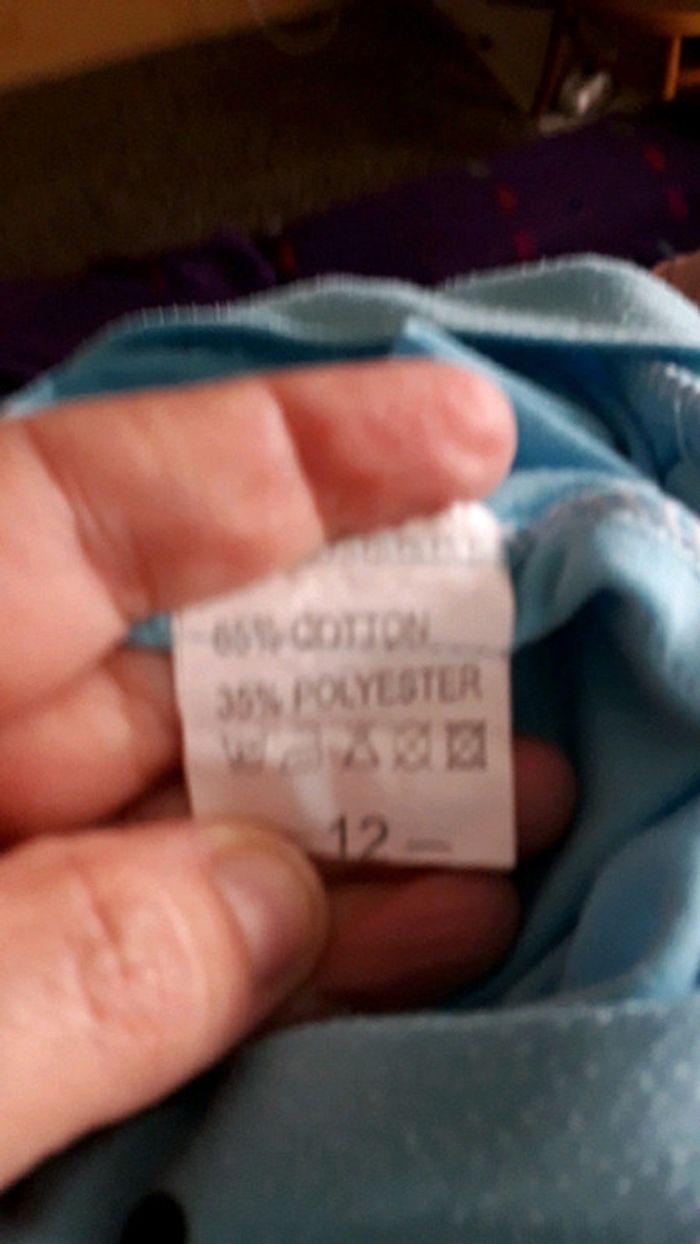 65% COTTON
35% POLYESTER
12 —